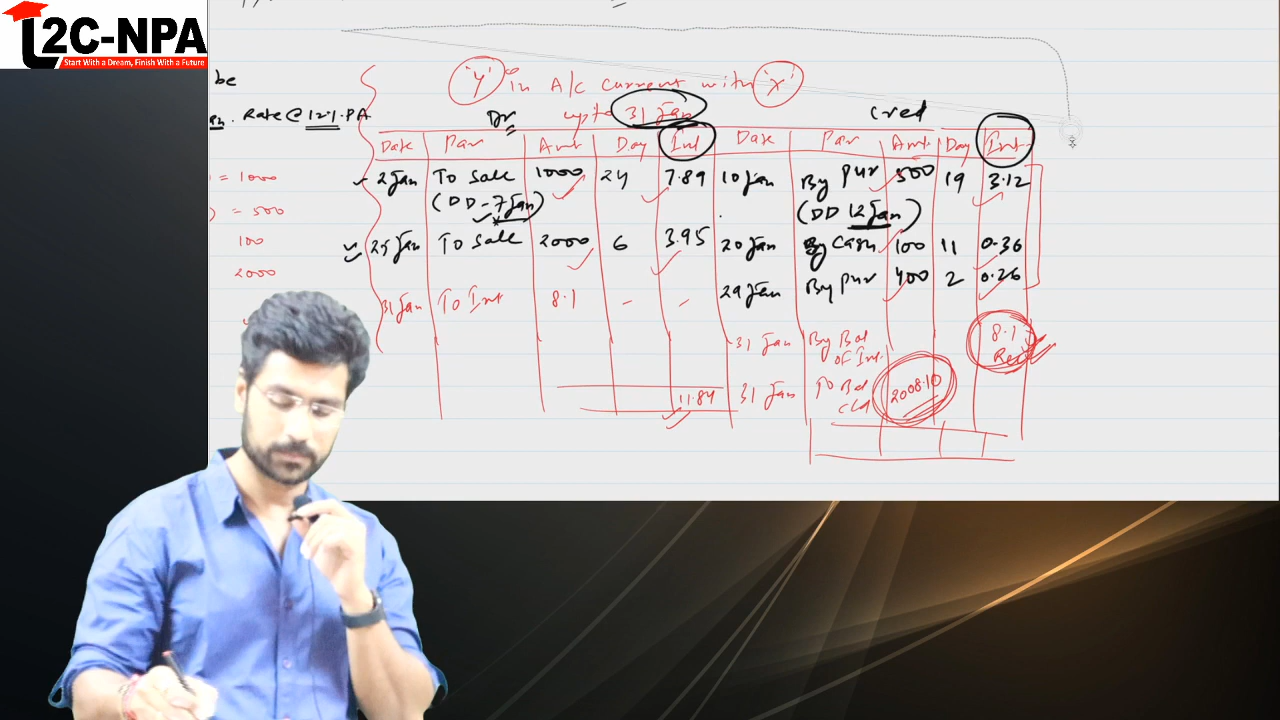 L2C-NPA
Start With a Dream, Finish With a Future
be
Rate @ 12%. PA
= 1000
= 500
100
2000
'Y' in A/c Current with 'X'
upto 31 Jan
Dr
Cred
Date Par Amt Day Int Date Par Amt Day Int
2 Jan To Sale 1000 24 7.89 10 Jan By Pur 500 19 3.12
(DD - 7 Jan) (DD 12 Jan)
25 Jan To Sale 2000 6 3.95 20 Jan By Cash 100 11 0.36
29 Jan By Pur 400 2 0.26
31 Jan To Int 8.1 - -
31 Jan By Bal of Int. 8.1
31 Jan To Bal c/d 2008.10
11.84